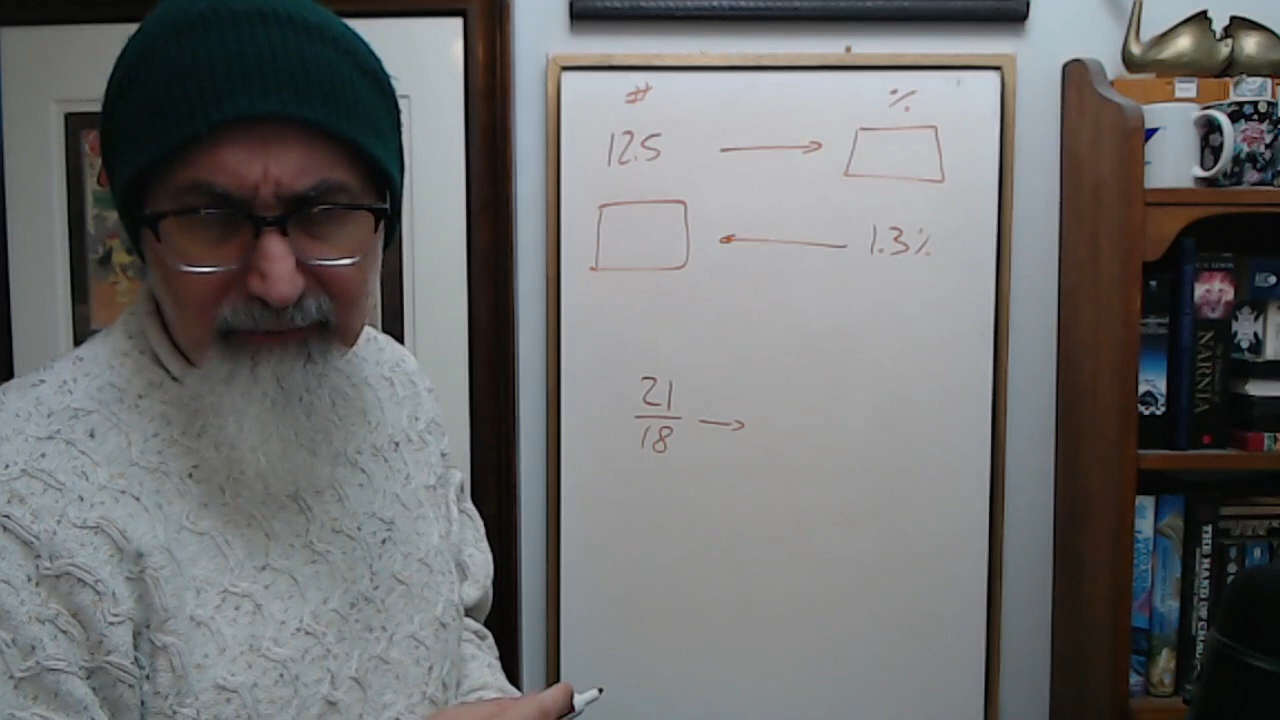 # %
12.5 →
← 1.3%
21
18 →
NARNIA
THE HAND OF